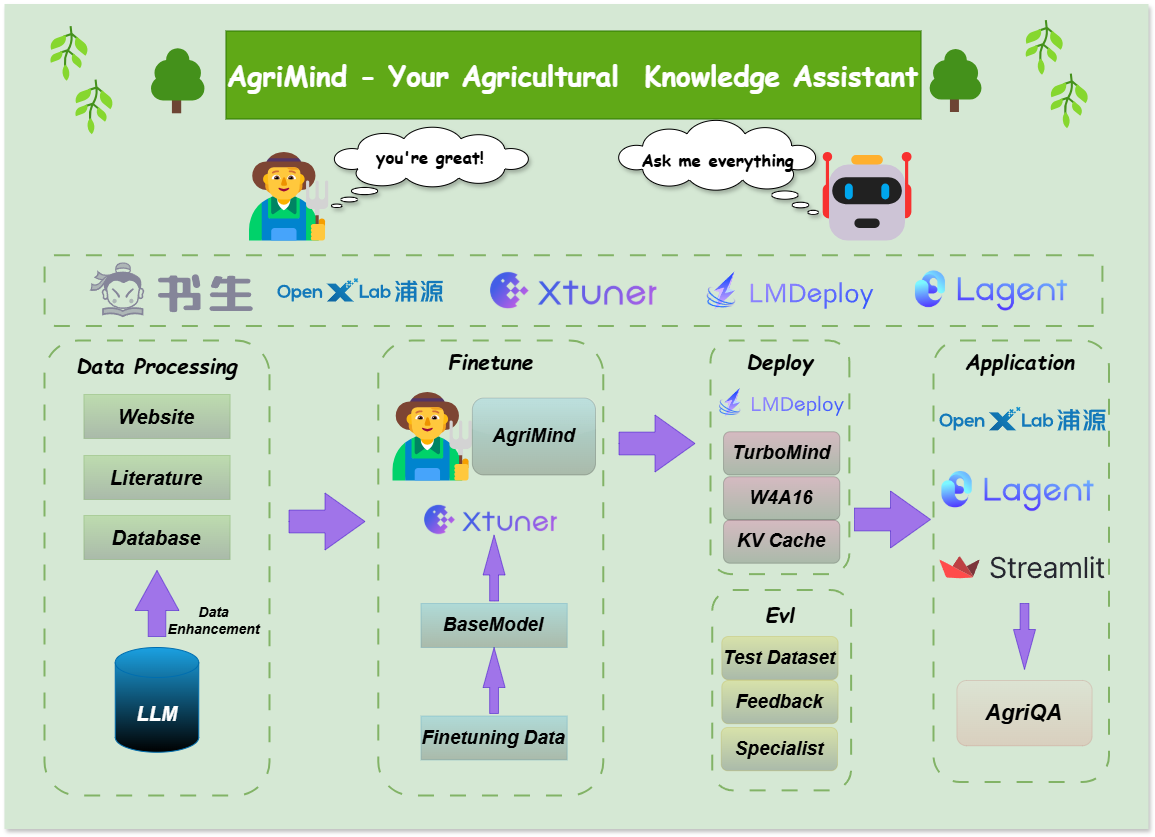 AgriMind - Your Agricultural Knowledge Assistant
you're great!
Ask me everything
书生
OpenXLab浦源
Xtuner
LMDeploy
Lagent
Data Processing
Website
Literature
Database
Data
Enhancement
LLM
Finetune
AgriMind
Xtuner
BaseModel
Finetuning Data
Deploy
LMDeploy
TurboMind
W4A16
KV Cache
Evl
Test Dataset
Feedback
Specialist
Application
OpenXLab浦源
Lagent
Streamlit
AgriQA